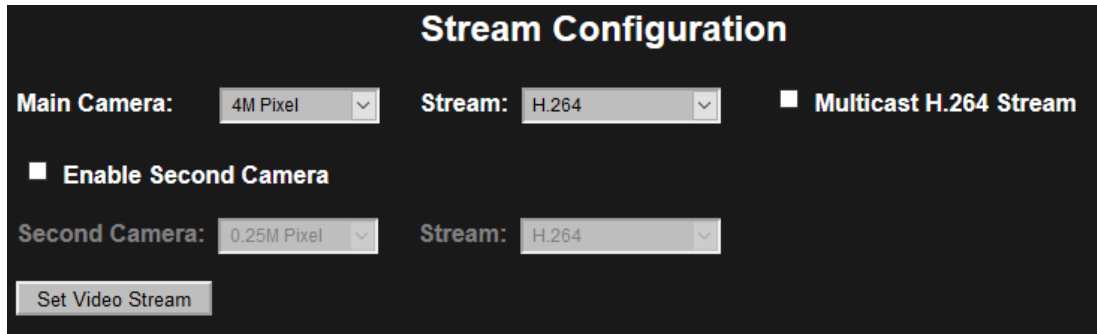 Stream Configuration
Main Camera: 4M Pixel Stream: H.264 Multicast H.264 Stream
Enable Second Camera
Second Camera: 0.25M Pixel Stream: H.264
Set Video Stream